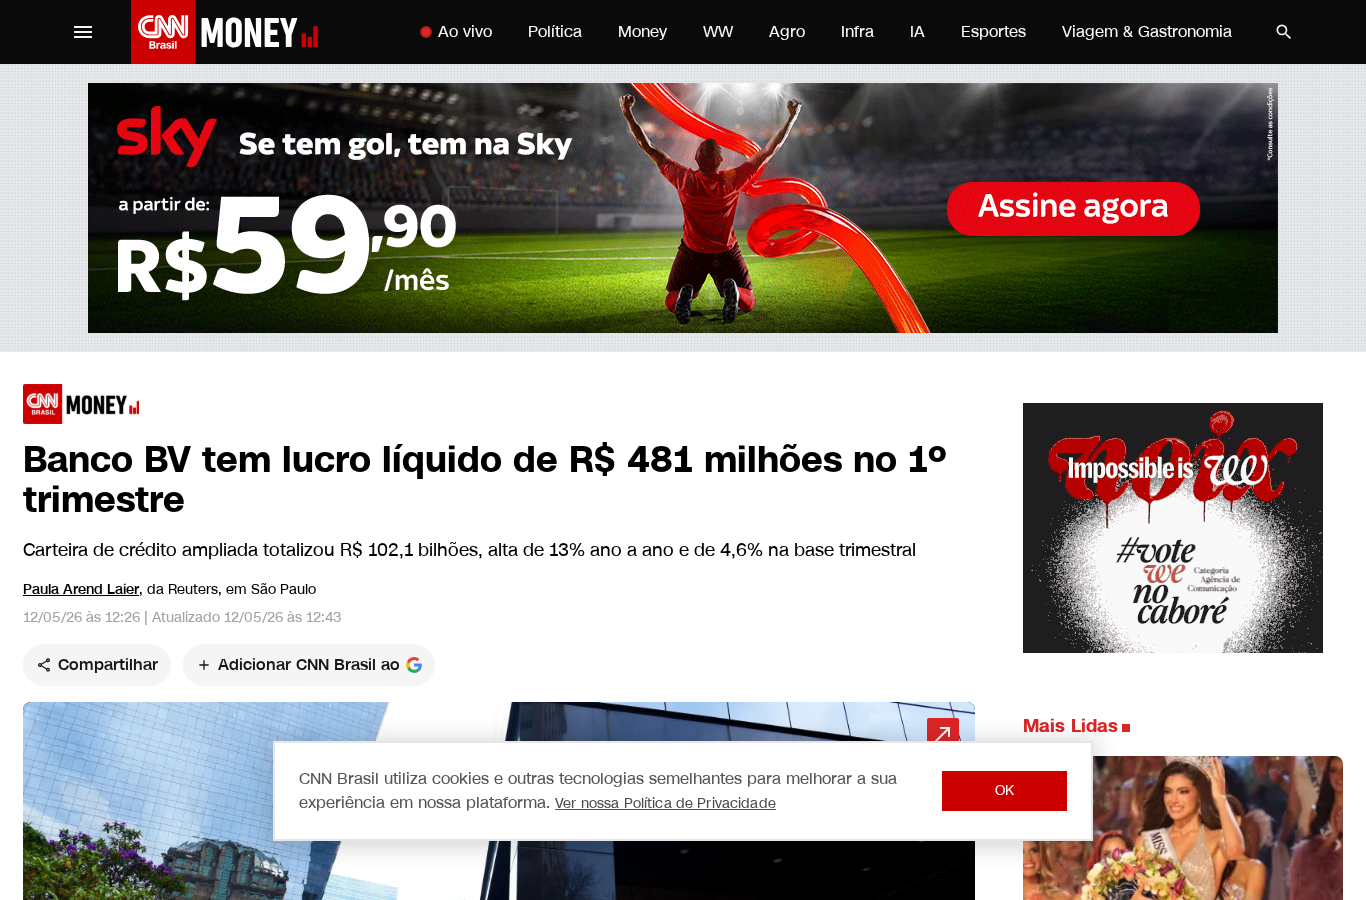 CNN
Brasil
MONEY
Ao vivo
Política
Money
WW
Agro
Infra
IA
Esportes
Viagem & Gastronomia
sky
Se tem gol, tem na Sky
a partir de:
R$59,90
/mês
Assine agora
*Consulte as condições
CNN
BRASIL
MONEY
Banco BV tem lucro líquido de R$ 481 milhões no 1º
trimestre
Carteira de crédito ampliada totalizou R$ 102,1 bilhões, alta de 13% ano a ano e de 4,6% na base trimestral
Paula Arend Laier, da Reuters, em São Paulo
12/05/26 às 12:26 | Atualizado 12/05/26 às 12:43
Compartilhar
Adicionar CNN Brasil ao
noix
Impossible is we
#vote
we
Categoria
Agência de
Comunicação
no
caboré
Mais Lidas
MISS
CNN Brasil utiliza cookies e outras tecnologias semelhantes para melhorar a sua
experiência em nossa plataforma. Ver nossa Política de Privacidade
OK